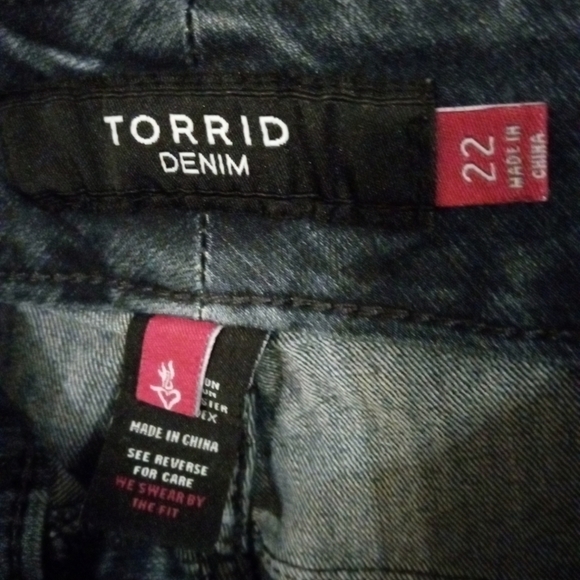 TORRID
DENIM
22
MADE IN
CHINA
MADE IN CHINA
SEE REVERSE
FOR CARE
WE SWEAR BY
THE FIT